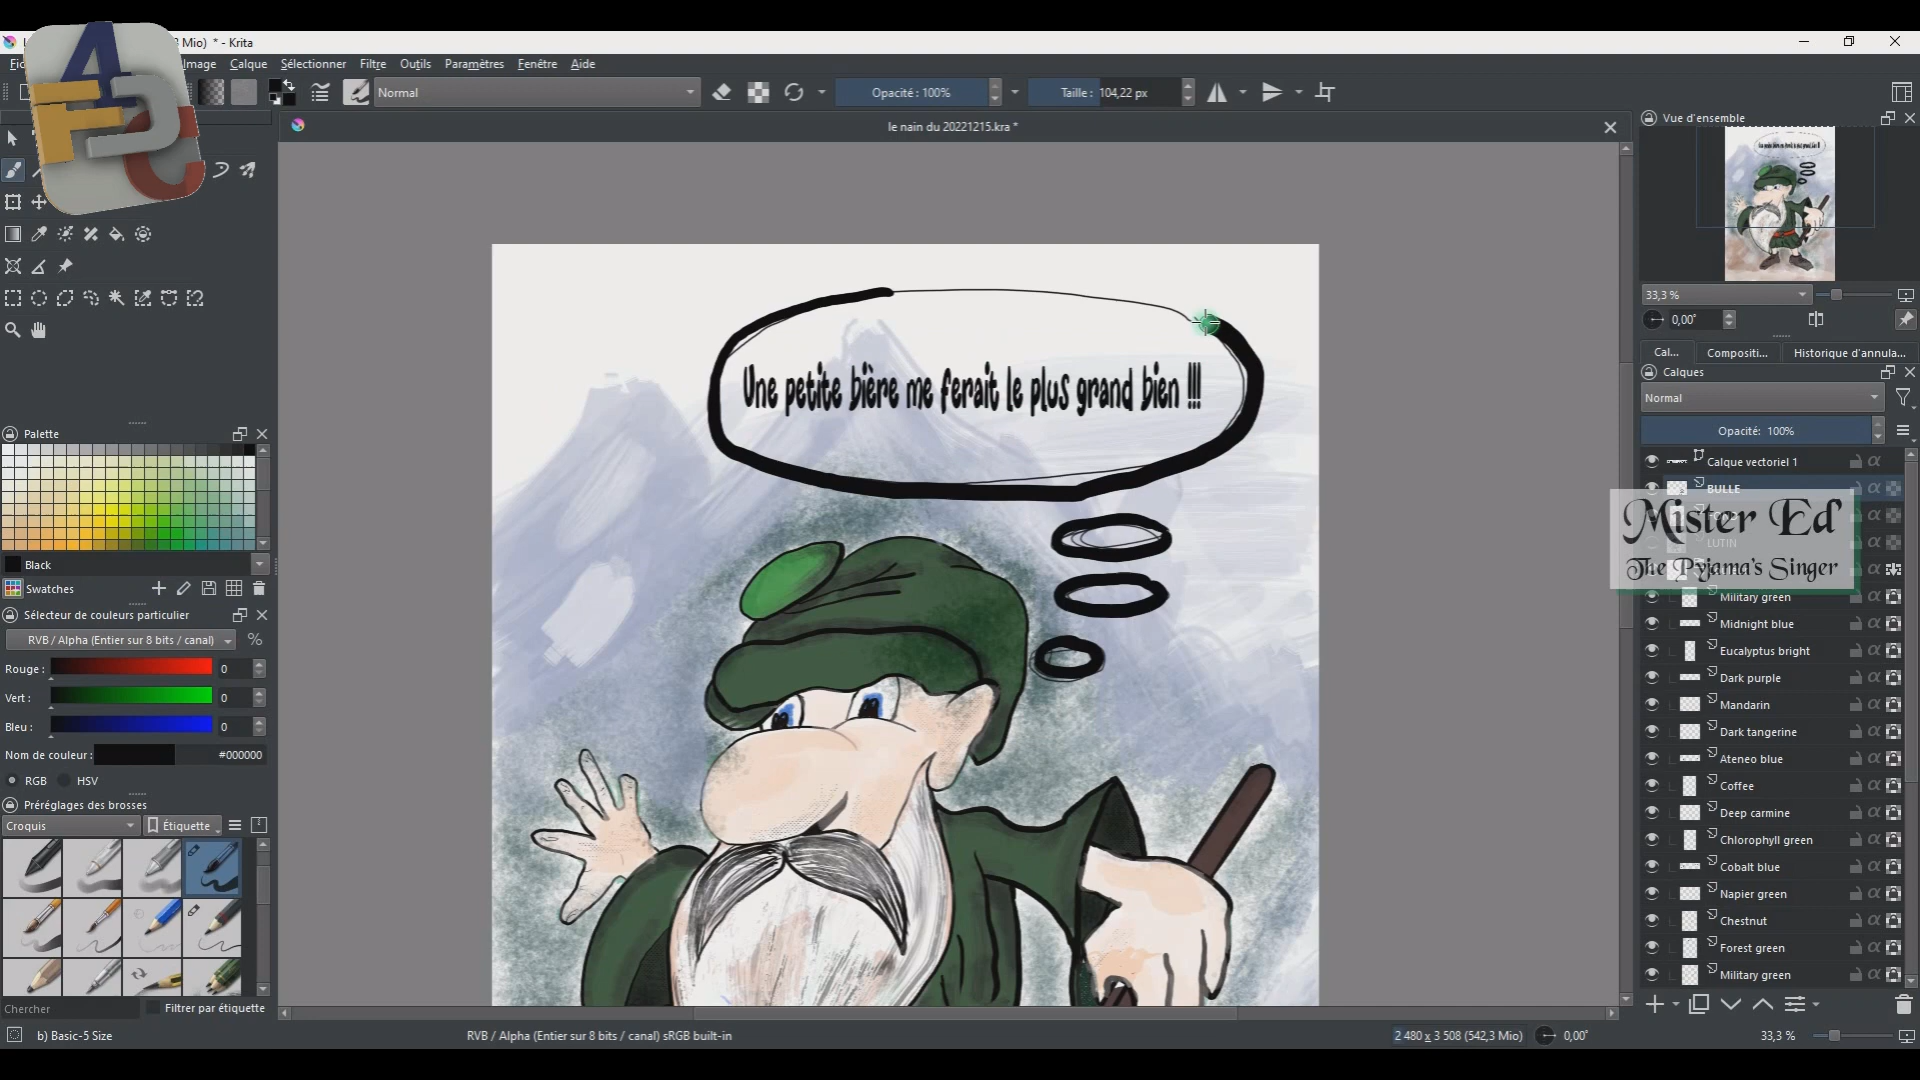 Mio) * - Krita
Image Calque Sélectionner Filtre Outils Paramètres Fenêtre Aide
Normal
Opacité : 100%
Taille : 104,22 px
le nain du 20221215.kra *
Une petite bière me ferait le plus grand bien !!!
Palette
Black
Swatches
Sélecteur de couleurs particulier
RVB / Alpha (Entier sur 8 bits / canal)
%
Rouge : 0
Vert : 0
Bleu : 0
Nom de couleur : #000000
RGB HSV
Préréglages des brosses
Croquis
Étiquette
Chercher
Filtrer par étiquette
b) Basic-5 Size
RVB / Alpha (Entier sur 8 bits / canal) sRGB built-in
2 480 x 3 508 (542,3 Mio)
0,00°
33,3 %
Vue d'ensemble
33,3 %
0,00°
Cal... Compositi... Historique d'annula...
Calques
Normal
Opacité: 100%
Calque vectoriel 1
BULLE
LUTIN
Mister Ed'
The Pyjama's Singer
Military green
Midnight blue
Eucalyptus bright
Dark purple
Mandarin
Dark tangerine
Ateneo blue
Coffee
Deep carmine
Chlorophyll green
Cobalt blue
Napier green
Chestnut
Forest green
Military green